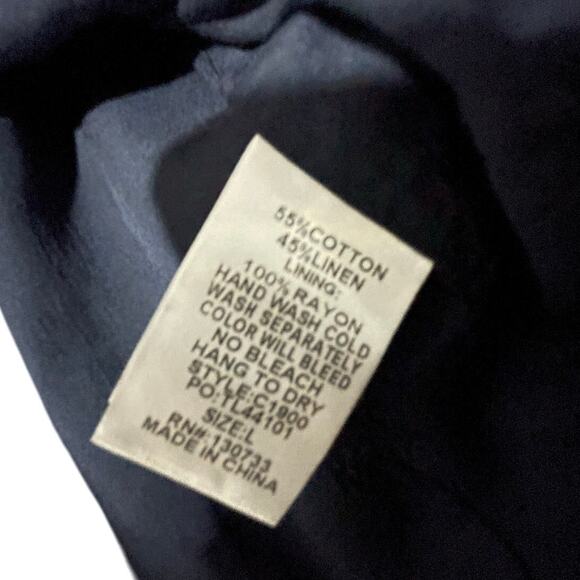 55%COTTON
45%LINEN
LINING:
100% RAYON
HAND WASH COLD
WASH SEPARATELY
COLOR WILL BLEED
NO BLEACH
HANG TO DRY
STYLE:C1900
PO:TL44101
SIZE:L
RN#:130733
MADE IN CHINA